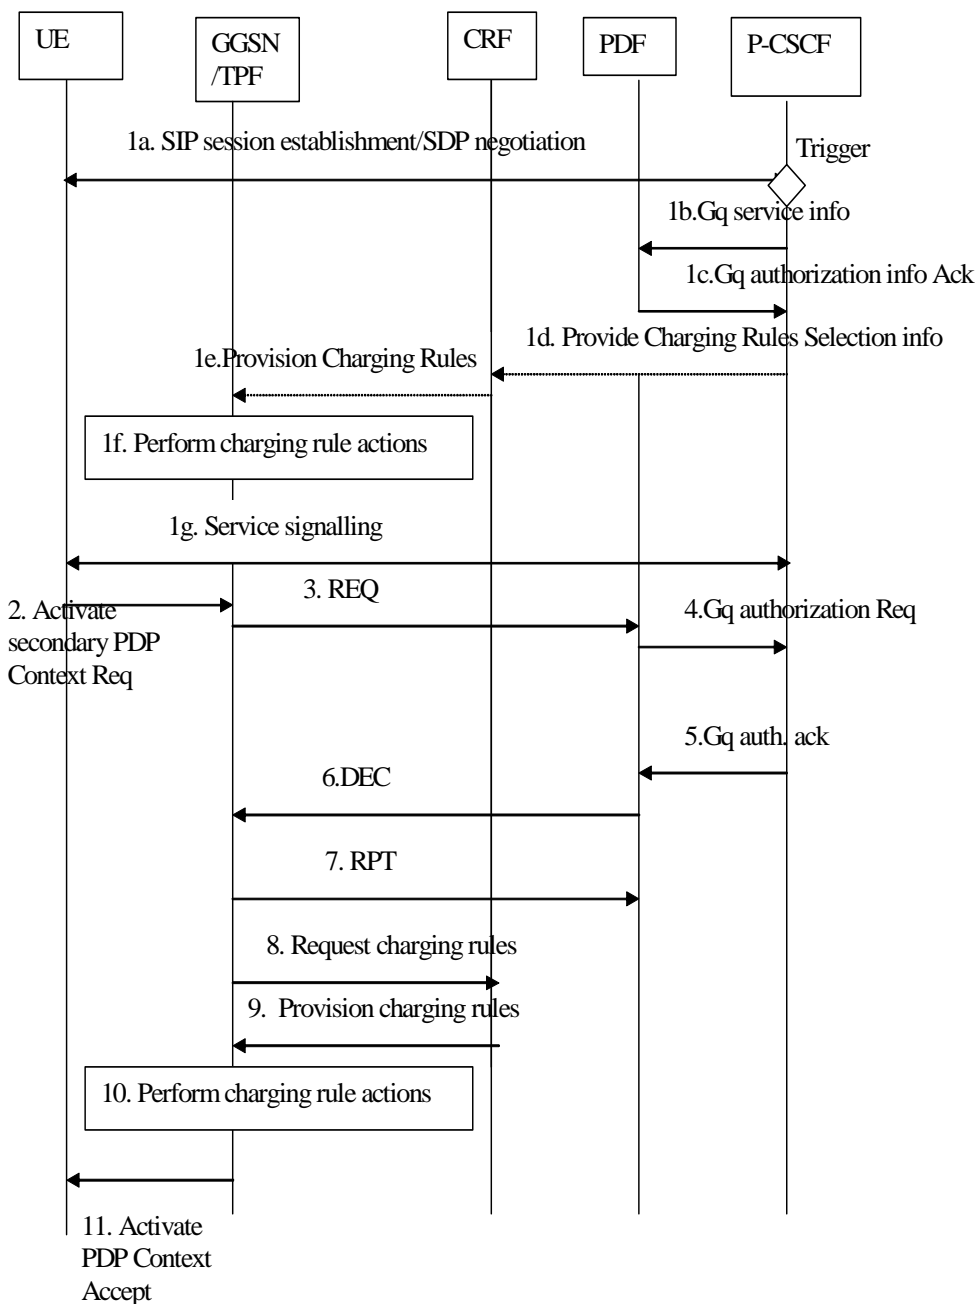 UE
GGSN
/TPF
CRF
PDF
P-CSCF
1a. SIP session establishment/SDP negotiation
Trigger
1b.Gq service info
1c.Gq authorization info Ack
1d. Provide Charging Rules Selection info
1e.Provision Charging Rules
1f. Perform charging rule actions
1g. Service signalling
2. Activate
secondary PDP
Context Req
3. REQ
4.Gq authorization Req
5.Gq auth. ack
6.DEC
7. RPT
8. Request charging rules
9. Provision charging rules
10. Perform charging rule actions
11. Activate
PDP Context
Accept